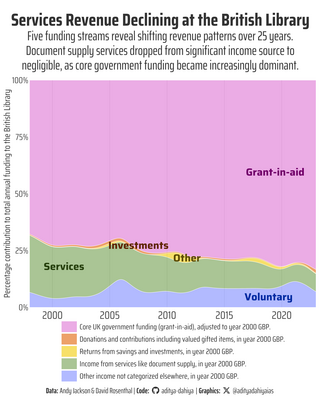 Services Revenue Declining at the British Library
Five funding streams reveal shifting revenue patterns over 25 years.
Document supply services dropped from significant income source to
negligible, as core government funding became increasingly dominant.
Percentage contribution to total annual funding to the British Library
100%
75%
50%
25%
0%
Grant-in-aid
Investments
Other
Services
Voluntary
2000
2005
2010
2015
2020
Core UK government funding (grant-in-aid), adjusted to year 2000 GBP.
Donations and contributions including valued gifted items, in year 2000 GBP.
Returns from savings and investments, in year 2000 GBP.
Income from services like document supply, in year 2000 GBP.
Other income not categorized elsewhere, in year 2000 GBP.
Data: Andy Jackson & David Rosenthal | Code: aditya-dahiya | Graphics: X @adityadahiyaias